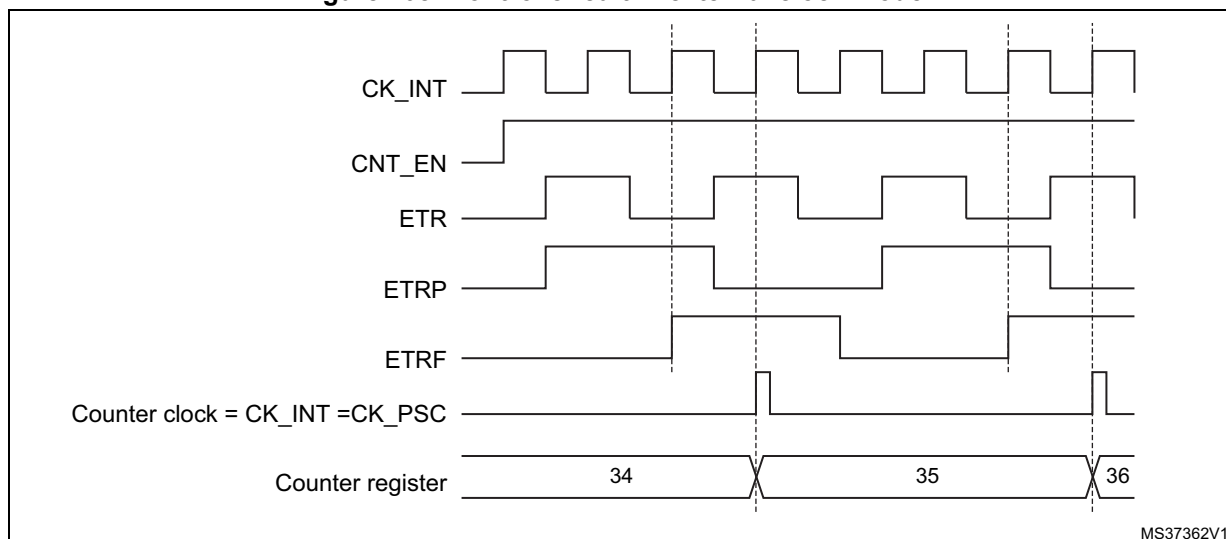 CK_INT
CNT_EN
ETR
ETRP
ETRF
Counter clock = CK_INT =CK_PSC
Counter register 34 35 36
MS37362V1